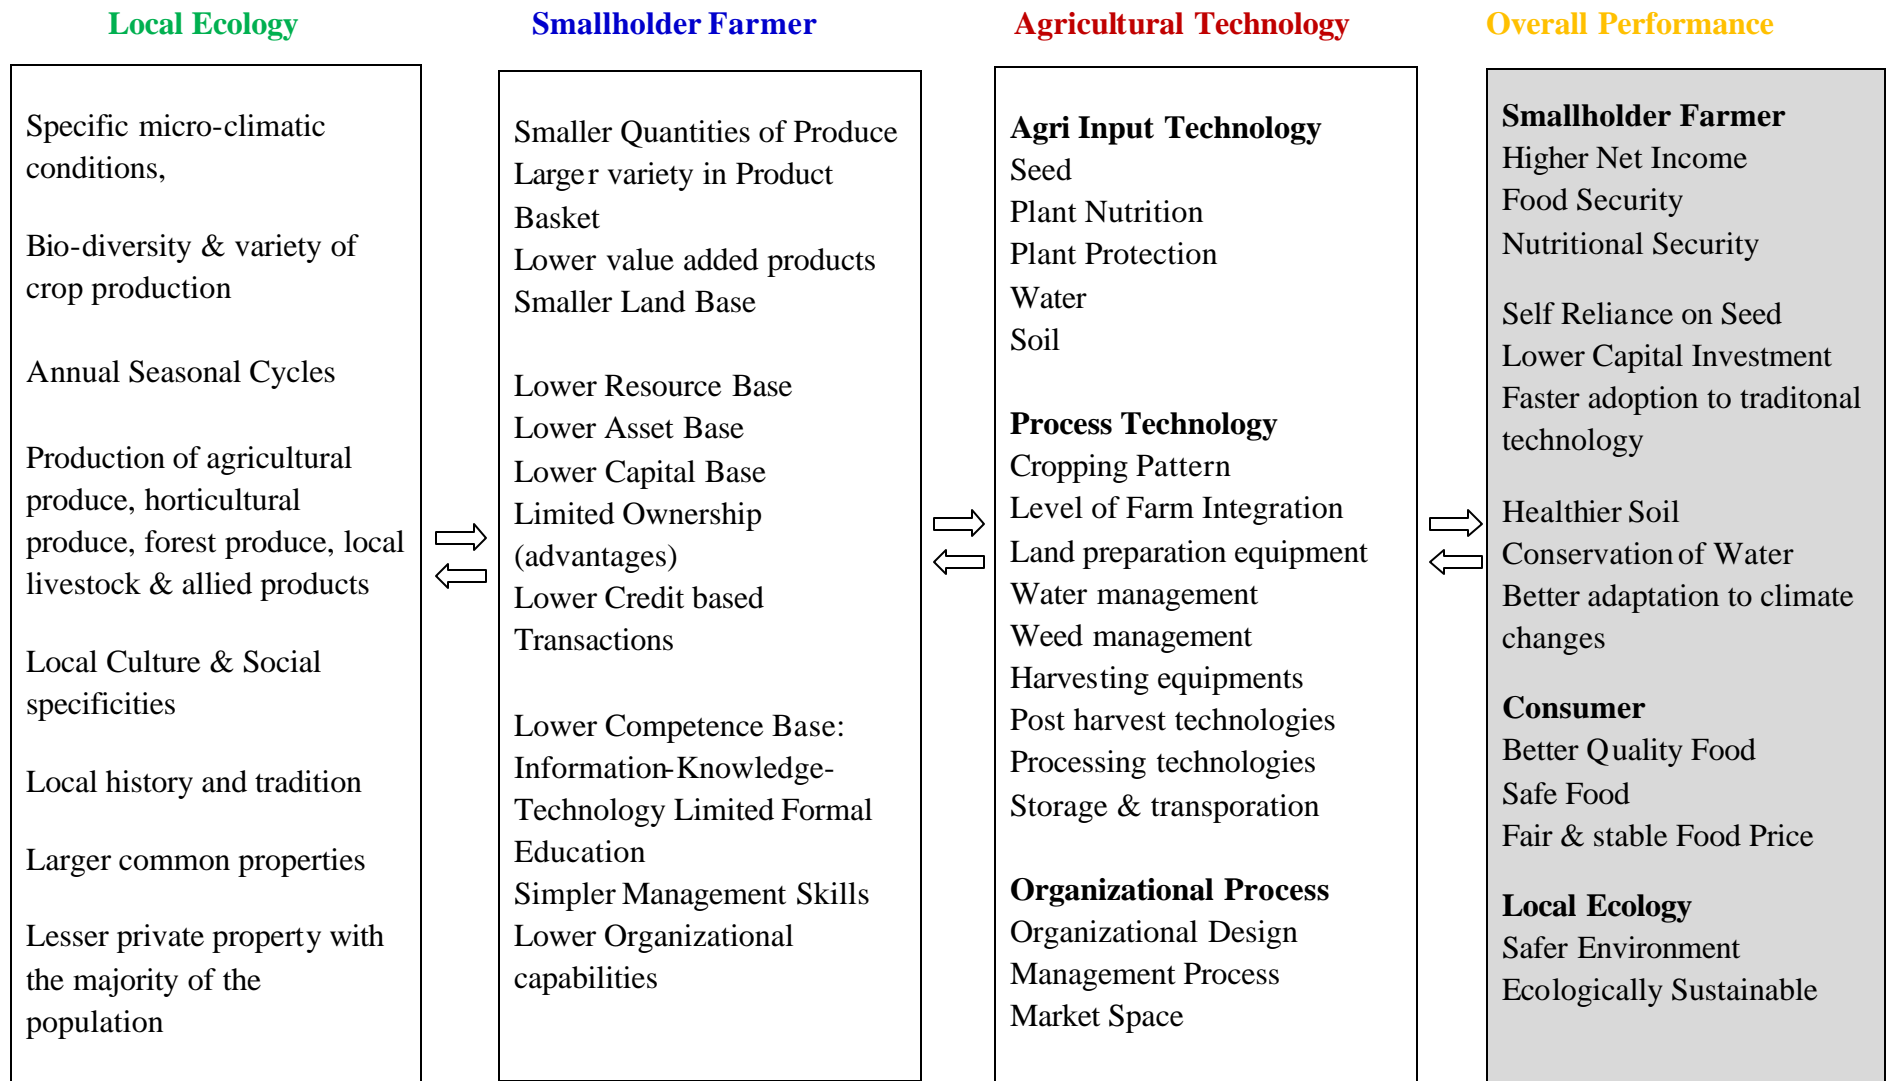 Local Ecology
Specific micro-climatic
conditions,
Bio-diversity & variety of
crop production
Annual Seasonal Cycles
Production of agricultural
produce, horticultural
produce, forest produce, local
livestock & allied products
Local Culture & Social
specificities
Local history and tradition
Larger common properties
Lesser private property with
the majority of the
population
Smallholder Farmer
Smaller Quantities of Produce
Larger variety in Product
Basket
Lower value added products
Smaller Land Base
Lower Resource Base
Lower Asset Base
Lower Capital Base
Limited Ownership
(advantages)
Lower Credit based
Transactions
Lower Competence Base:
Information-Knowledge-
Technology Limited Formal
Education
Simpler Management Skills
Lower Organizational
capabilities
Agricultural Technology
Agri Input Technology
Seed
Plant Nutrition
Plant Protection
Water
Soil
Process Technology
Cropping Pattern
Level of Farm Integration
Land preparation equipment
Water management
Weed management
Harvesting equipments
Post harvest technologies
Processing technologies
Storage & transporation
Organizational Process
Organizational Design
Management Process
Market Space
Overall Performance
Smallholder Farmer
Higher Net Income
Food Security
Nutritional Security
Self Reliance on Seed
Lower Capital Investment
Faster adoption to traditonal
technology
Healthier Soil
Conservation of Water
Better adaptation to climate
changes
Consumer
Better Quality Food
Safe Food
Fair & stable Food Price
Local Ecology
Safer Environment
Ecologically Sustainable